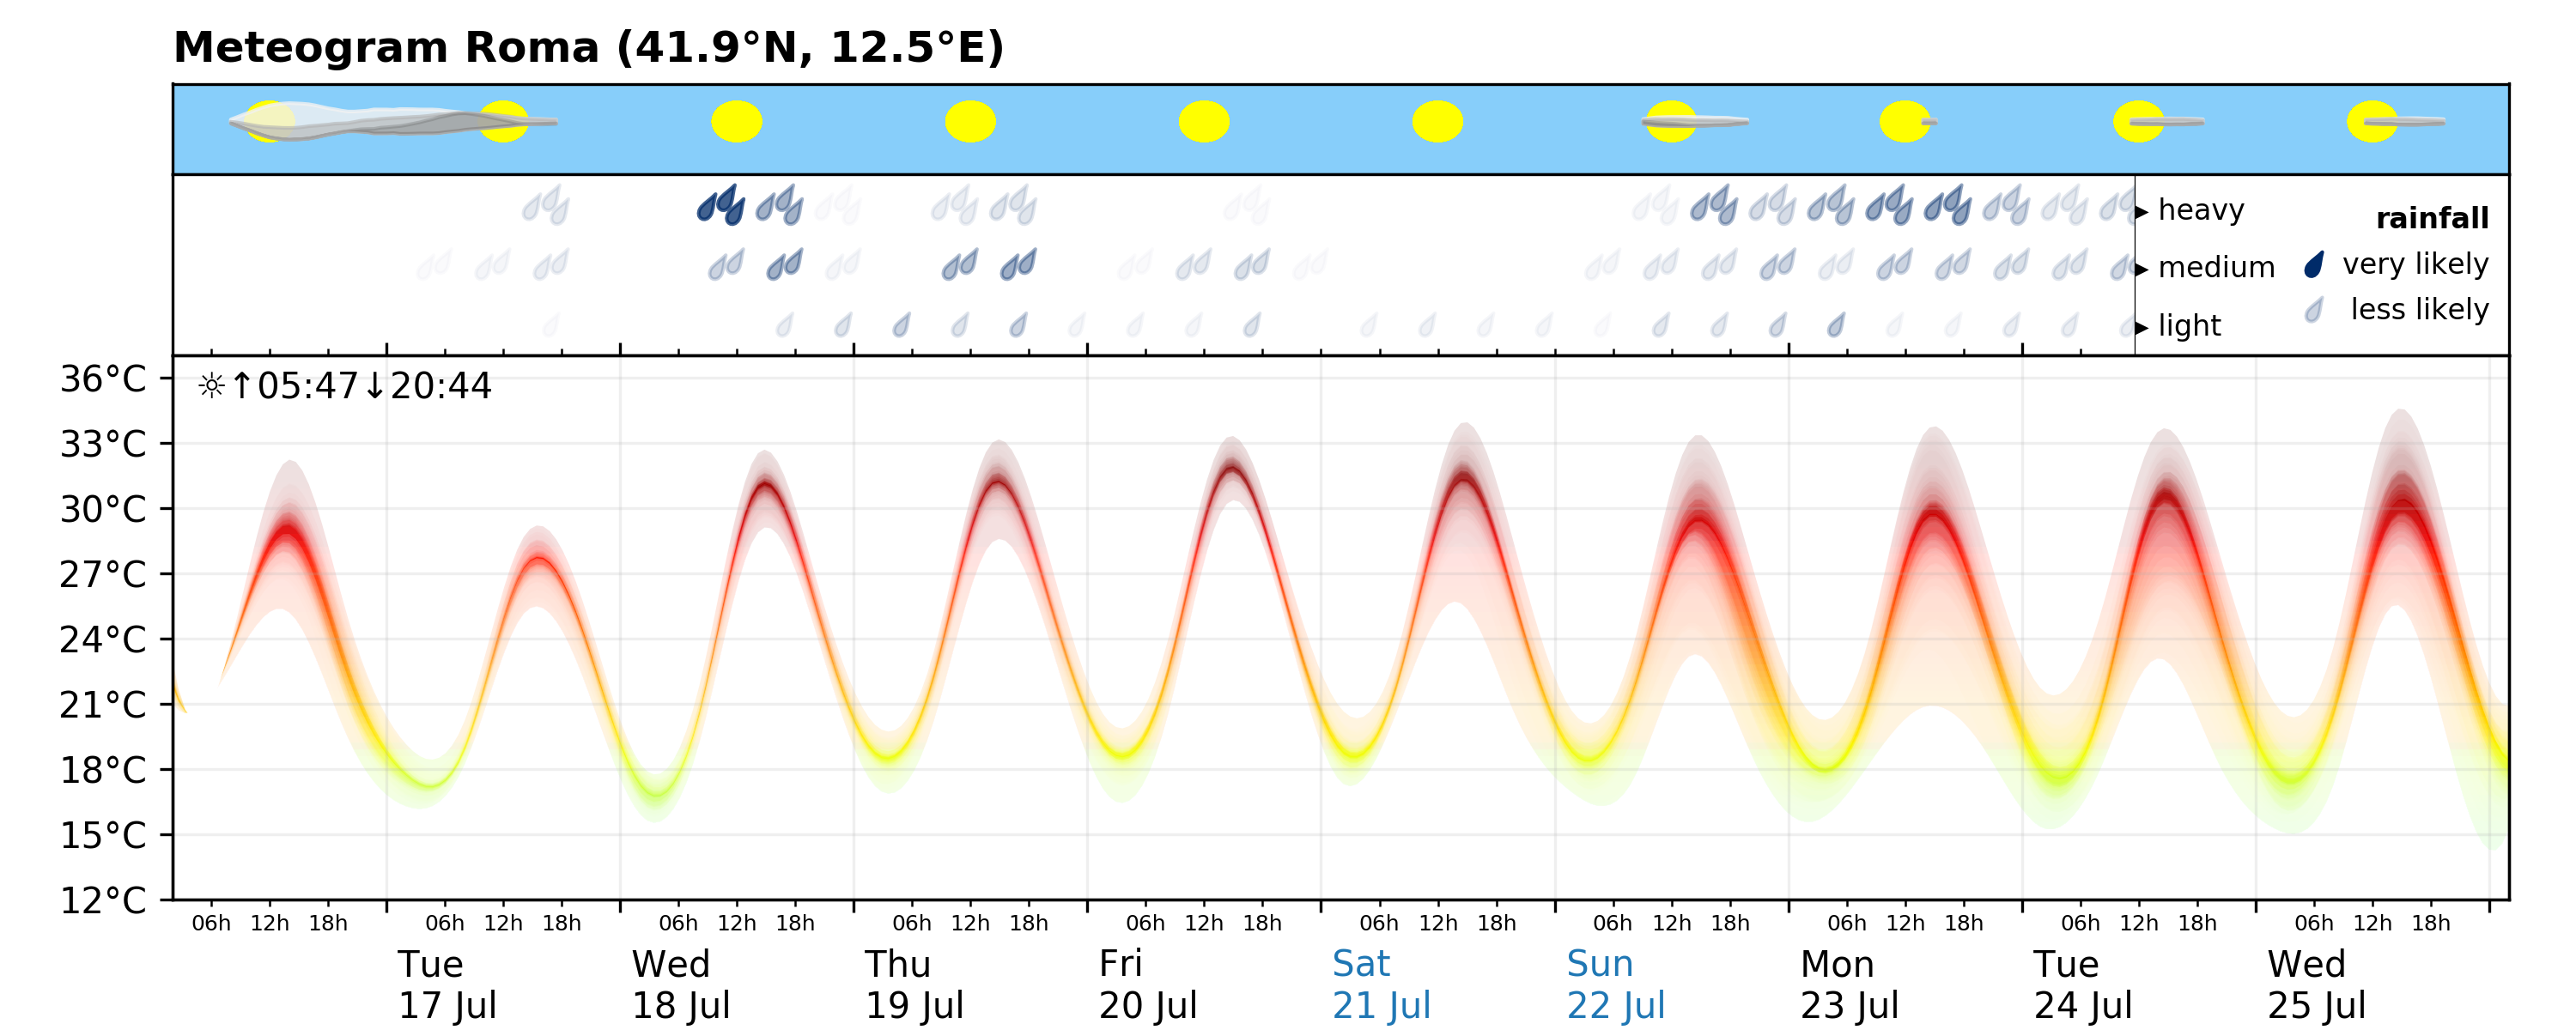 Meteogram Roma (41.9°N, 12.5°E)
heavy
rainfall
medium
very likely
less likely
light
☼↑05:47↓20:44
36°C
33°C
30°C
27°C
24°C
21°C
18°C
15°C
12°C
06h 12h 18h 06h 12h 18h 06h 12h 18h 06h 12h 18h 06h 12h 18h 06h 12h 18h 06h 12h 18h 06h 12h 18h 06h 12h 18h 06h 12h 18h
Tue Wed Thu Fri Sat Sun Mon Tue Wed
17 Jul 18 Jul 19 Jul 20 Jul 21 Jul 22 Jul 23 Jul 24 Jul 25 Jul